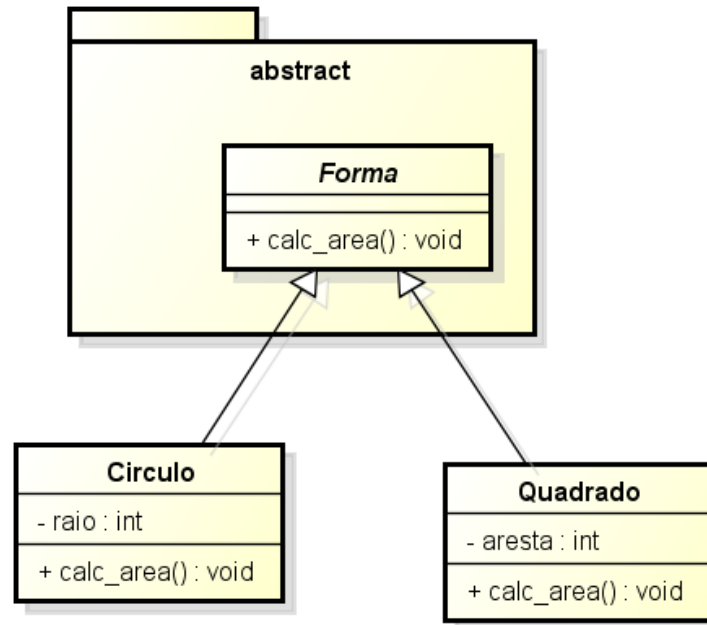 abstract
Forma
+ calc_area() : void
Circulo
- raio : int
+ calc_area() : void
Quadrado
- aresta : int
+ calc_area() : void